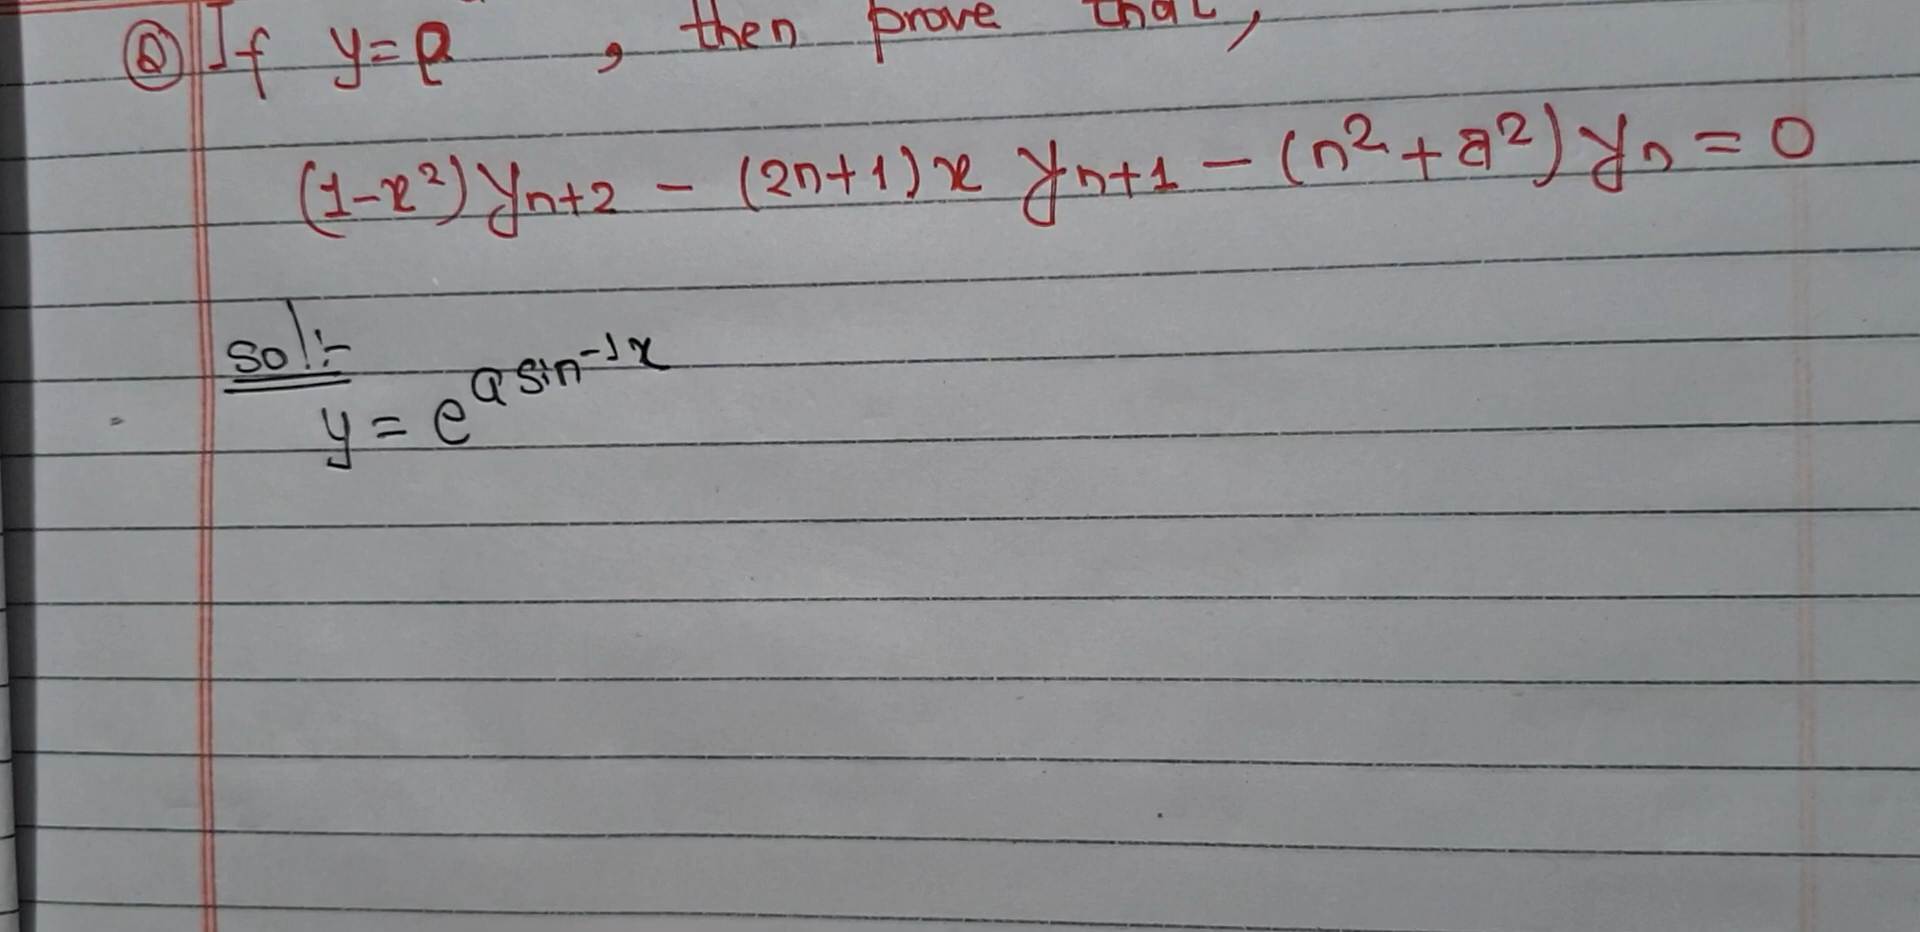 Q If y=e , then prove that,
(1-x²)yn+2 - (2n+1)x yn+1 - (n²+a²)yn = 0
Sol:-
y = e^a sin⁻¹x